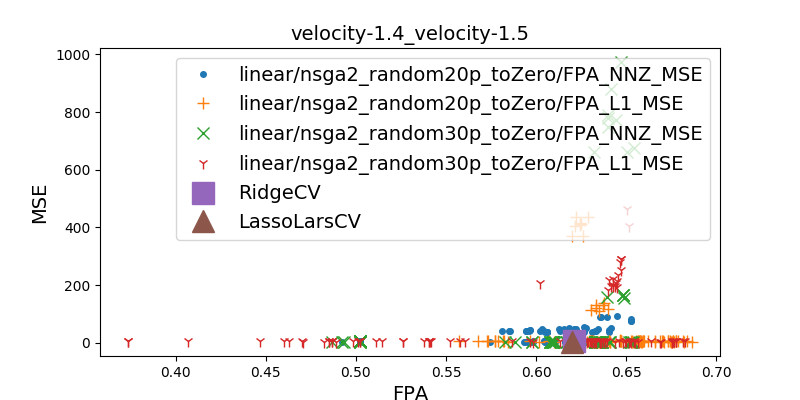 velocity-1.4_velocity-1.5
1000
800
600
400
200
0
MSE
linear/nsga2_random20p_toZero/FPA_NNZ_MSE
linear/nsga2_random20p_toZero/FPA_L1_MSE
linear/nsga2_random30p_toZero/FPA_NNZ_MSE
linear/nsga2_random30p_toZero/FPA_L1_MSE
RidgeCV
LassoLarsCV
0.40 0.45 0.50 0.55 0.60 0.65 0.70
FPA